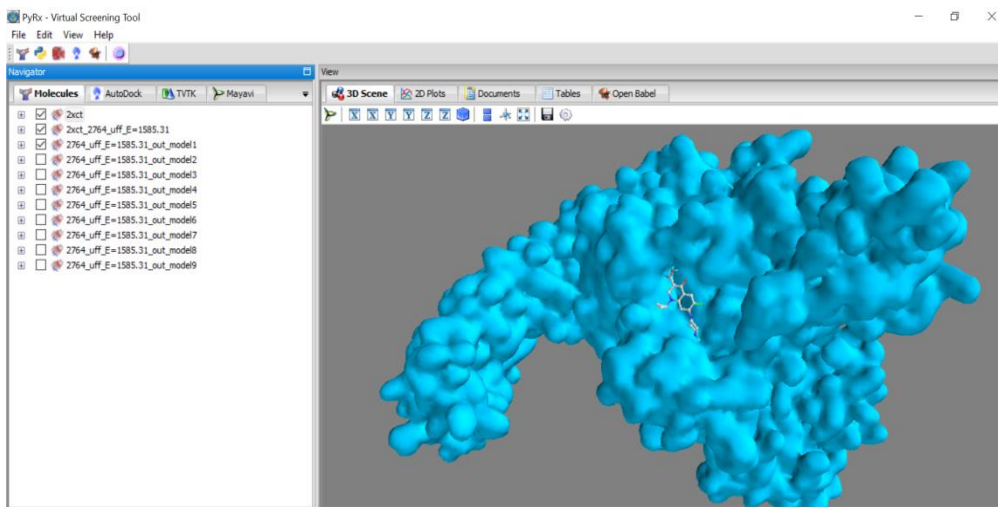 PyRx - Virtual Screening Tool
File Edit View Help
Navigator
Molecules AutoDock TVTK Mayavi
2xct
2xct_2764_uff_E=1585.31
2764_uff_E=1585.31_out_model1
2764_uff_E=1585.31_out_model2
2764_uff_E=1585.31_out_model3
2764_uff_E=1585.31_out_model4
2764_uff_E=1585.31_out_model5
2764_uff_E=1585.31_out_model6
2764_uff_E=1585.31_out_model7
2764_uff_E=1585.31_out_model8
2764_uff_E=1585.31_out_model9
View
3D Scene 2D Plots Documents Tables Open Babel
X X Y Y Z Z